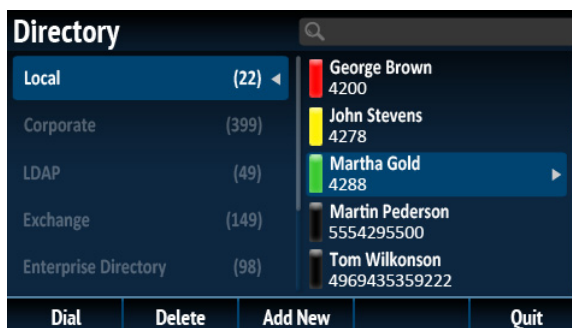 Directory
Local (22)
Corporate (399)
LDAP (49)
Exchange (149)
Enterprise Directory (98)
George Brown
4200
John Stevens
4278
Martha Gold
4288
Martin Pederson
5554295500
Tom Wilkonson
4969435359222
Dial Delete Add New Quit